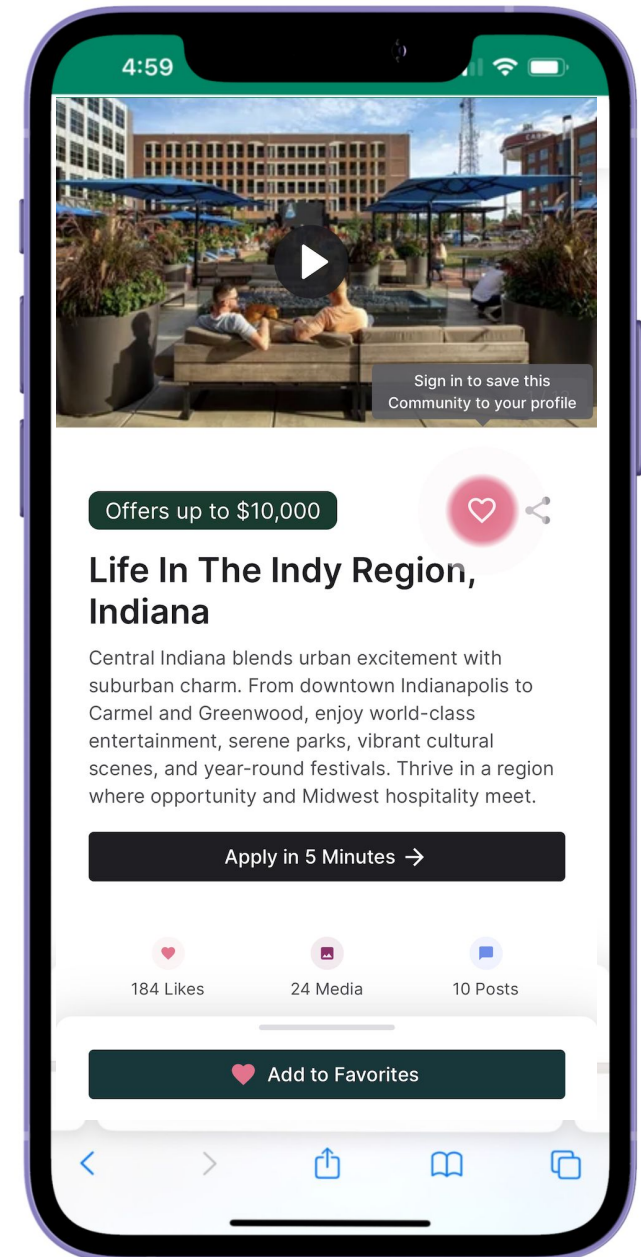 4:59
Sign in to save this
Community to your profile
Offers up to $10,000
Life In The Indy Region,
Indiana
Central Indiana blends urban excitement with
suburban charm. From downtown Indianapolis to
Carmel and Greenwood, enjoy world-class
entertainment, serene parks, vibrant cultural
scenes, and year-round festivals. Thrive in a region
where opportunity and Midwest hospitality meet.
Apply in 5 Minutes →
184 Likes
24 Media
10 Posts
Add to Favorites